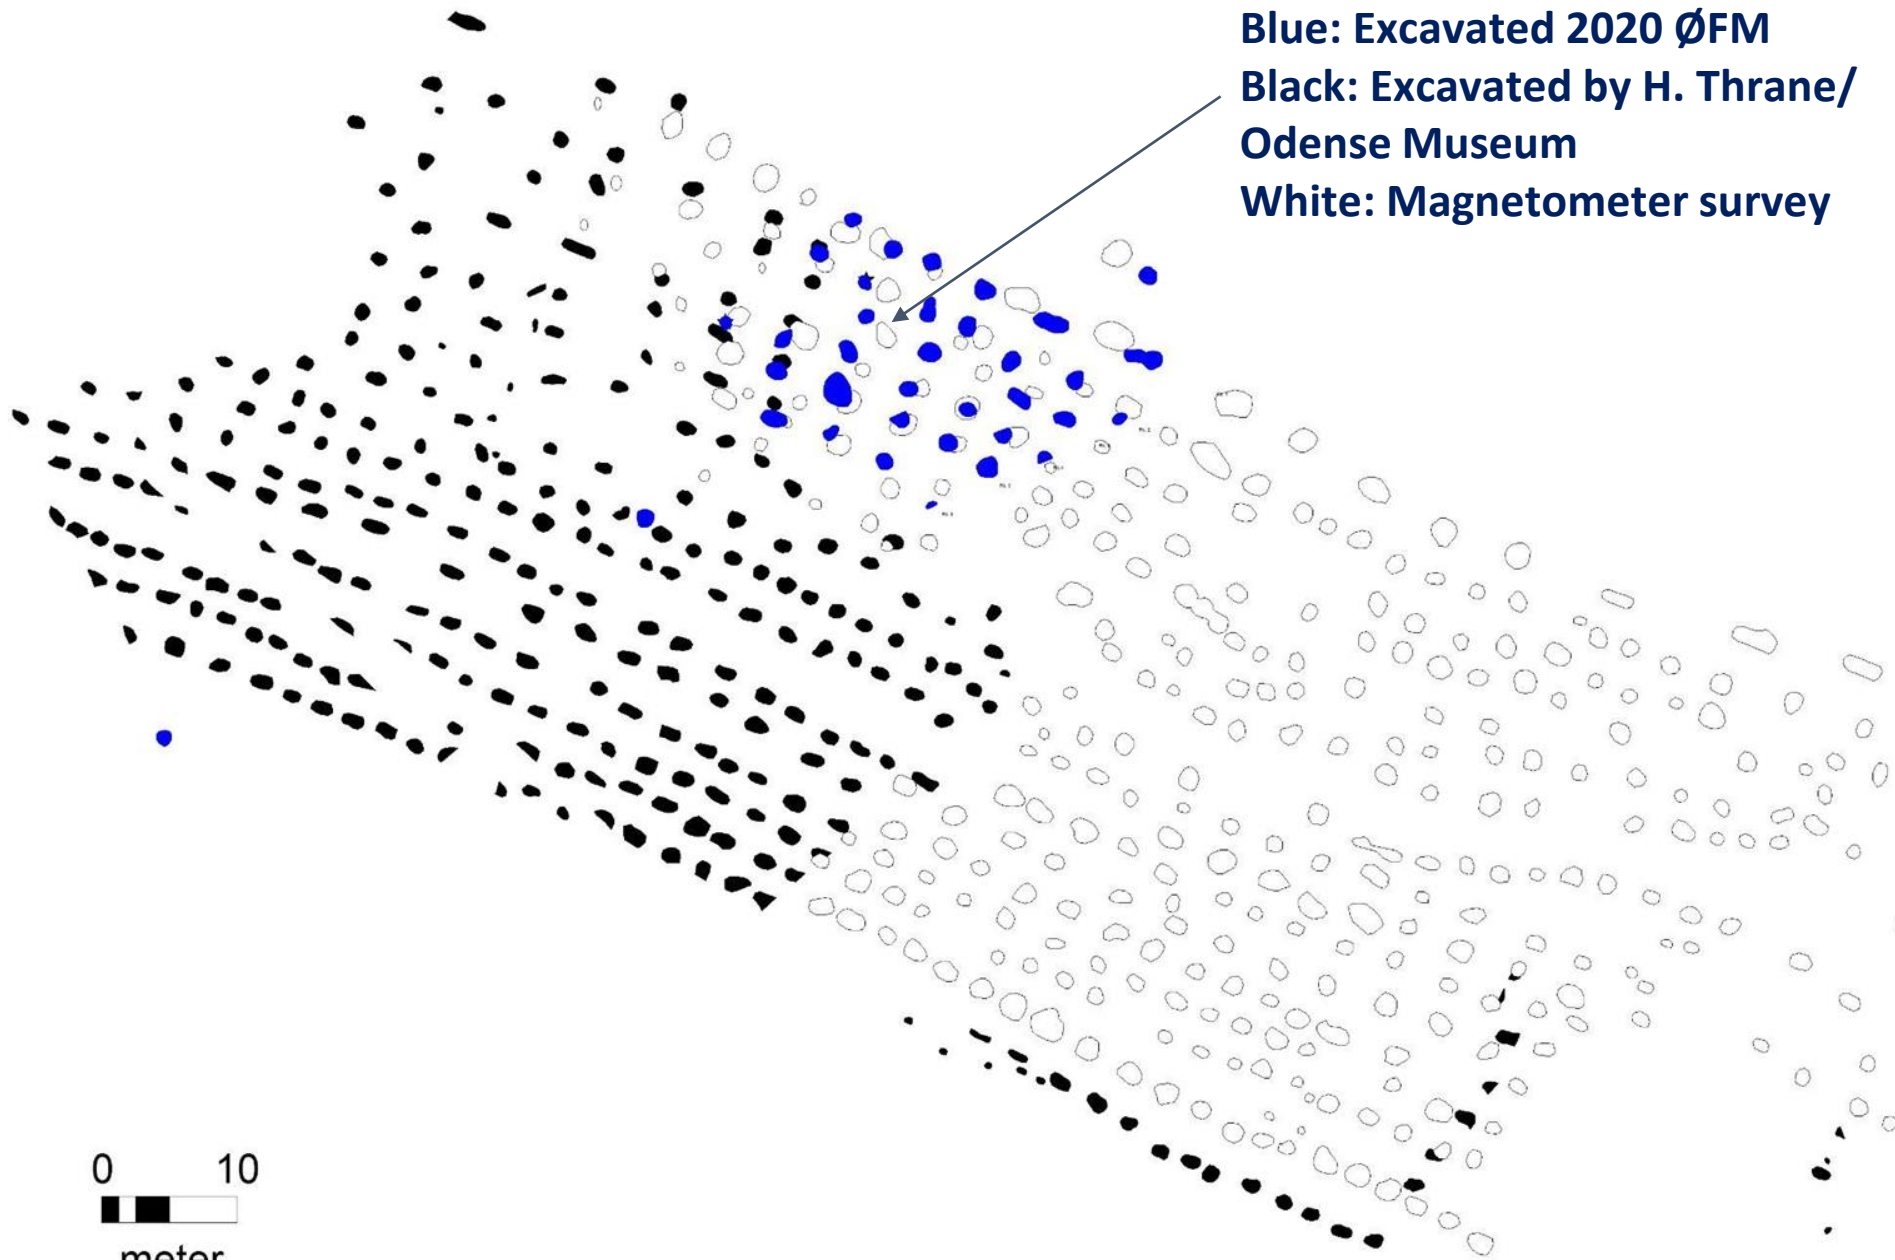 Blue: Excavated 2020 ØFM
Black: Excavated by H. Thrane/
Odense Museum
White: Magnetometer survey
0 10
meter